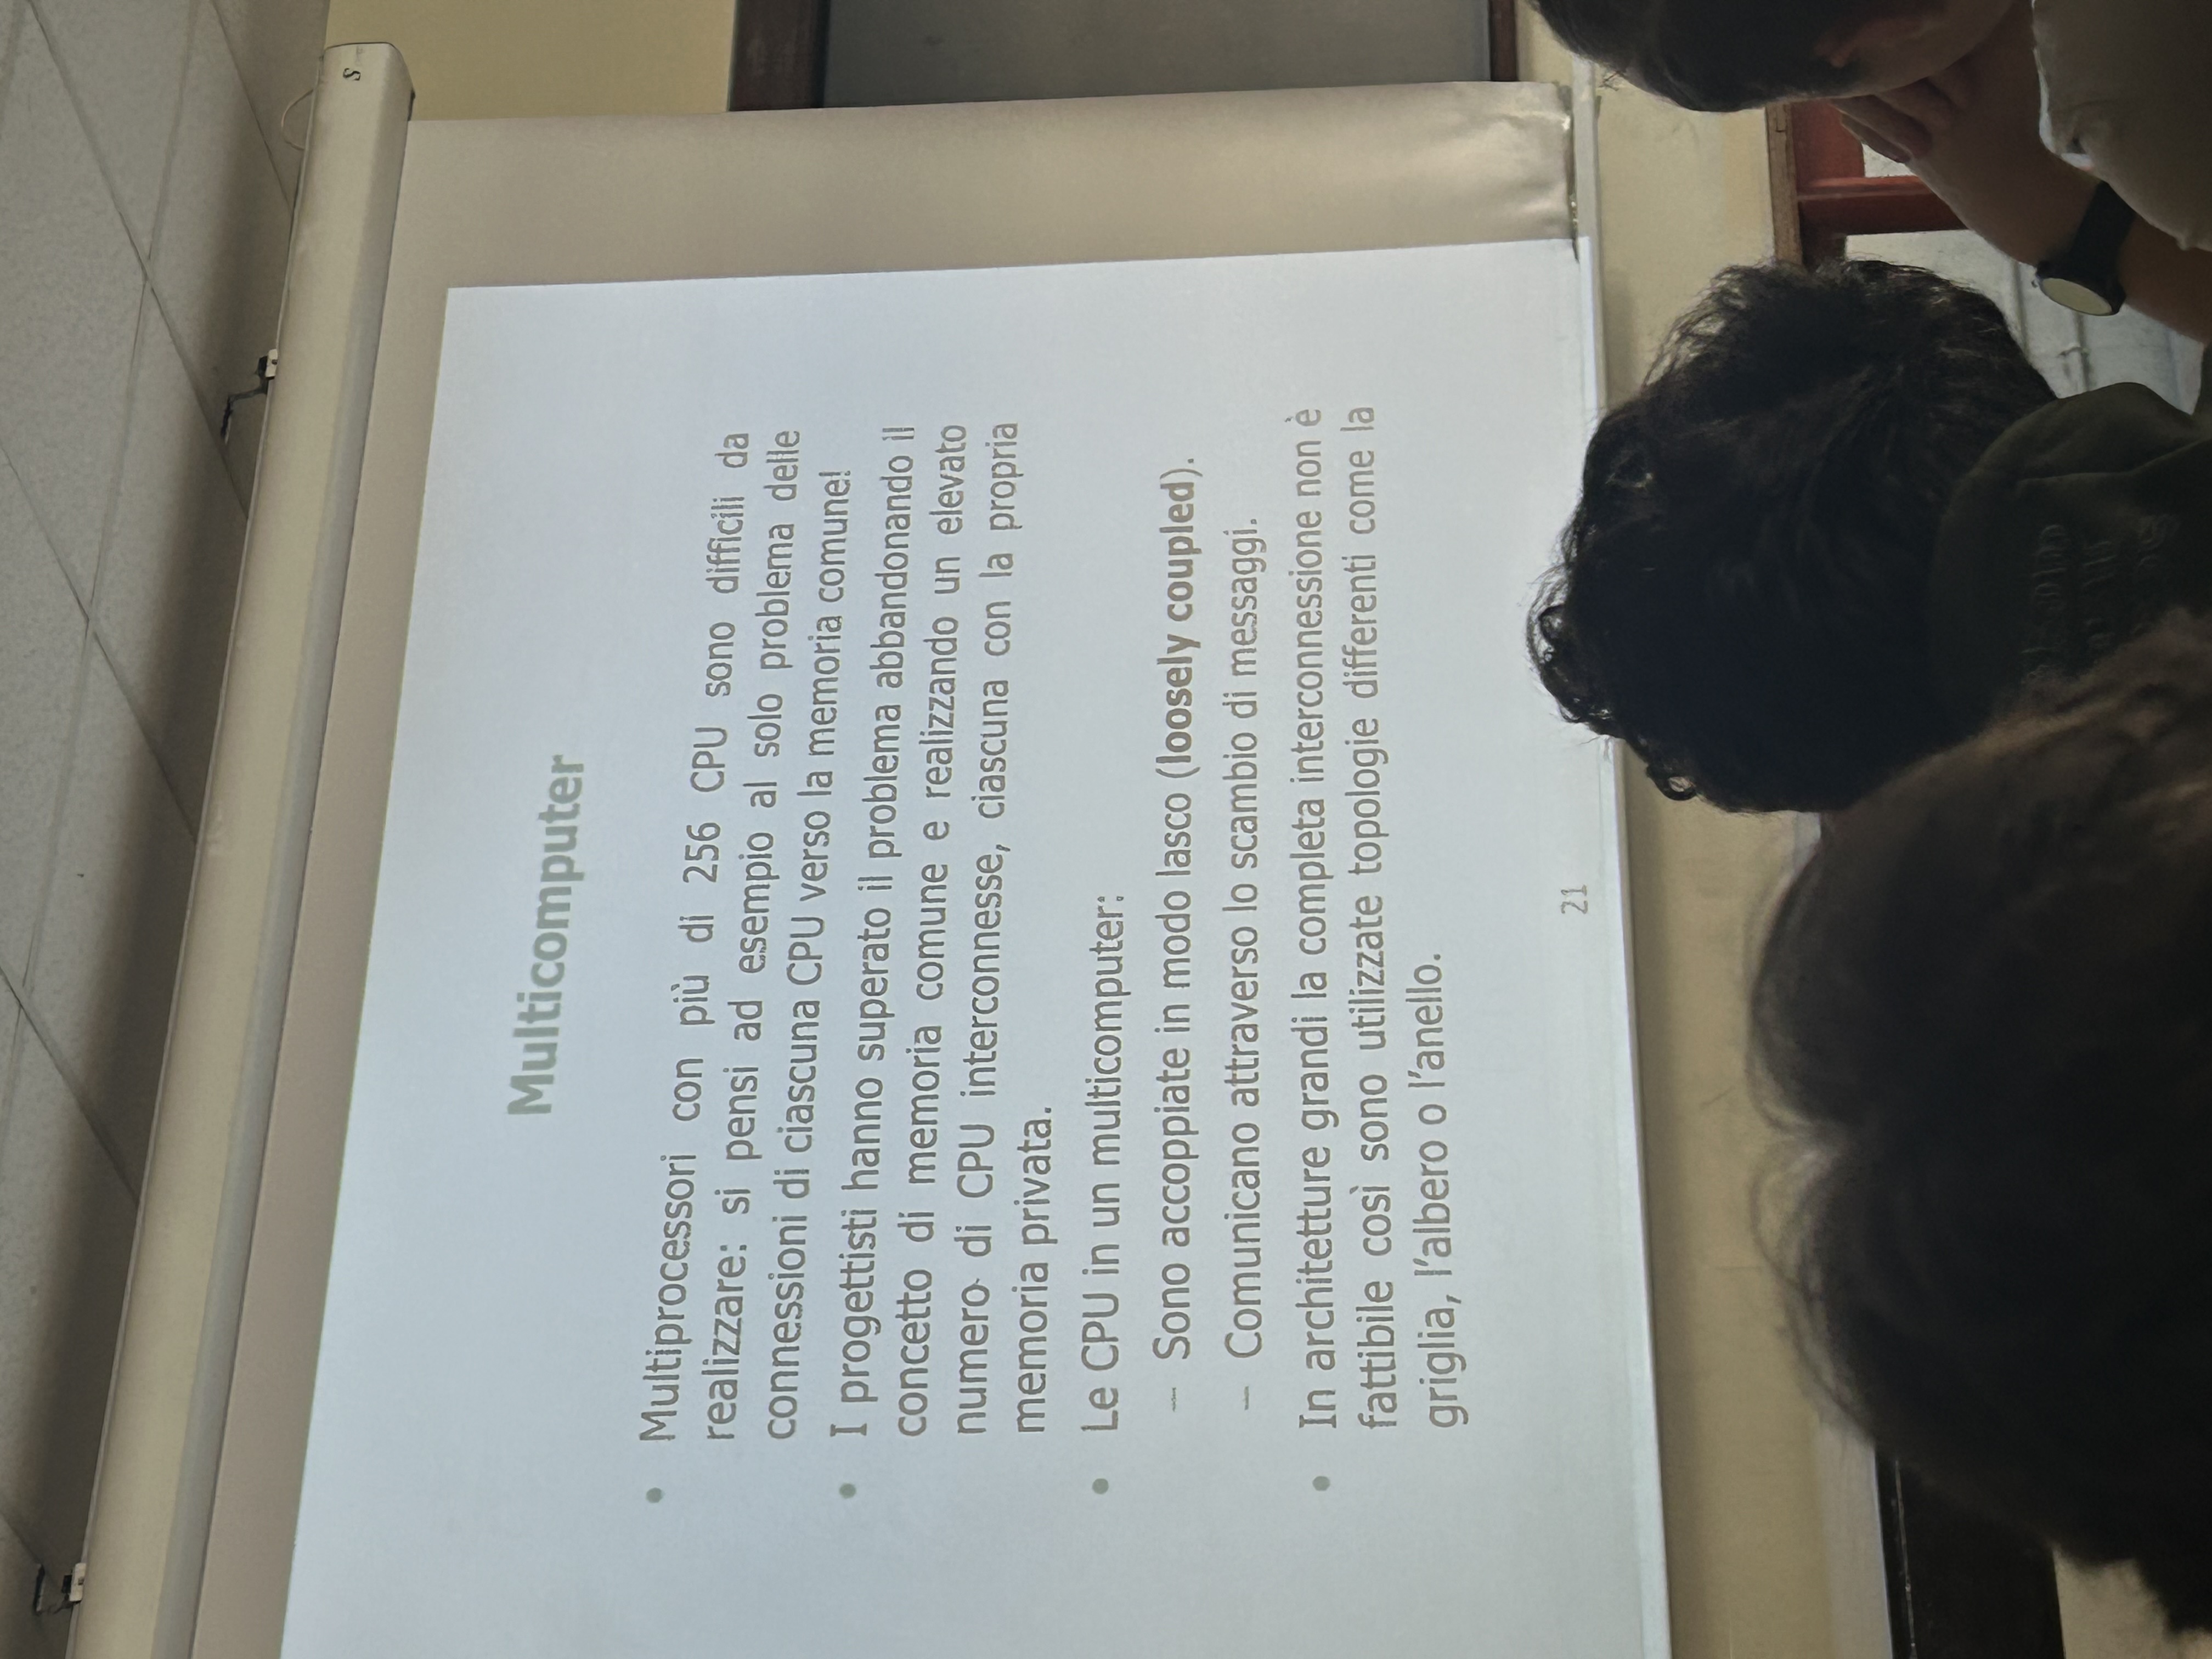 S
Multicomputer
• Multiprocessori con più di 256 CPU sono difficili da
realizzare: si pensi ad esempio al solo problema delle
connessioni di ciascuna CPU verso la memoria comune!
• I progettisti hanno superato il problema abbandonando il
concetto di memoria comune e realizzando un elevato
numero di CPU interconnesse, ciascuna con la propria
memoria privata.
• Le CPU in un multicomputer:
– Sono accoppiate in modo lasco (loosely coupled).
– Comunicano attraverso lo scambio di messaggi.
• In architetture grandi la completa interconnessione non è
fattibile così sono utilizzate topologie differenti come la
griglia, l'albero o l'anello.
21